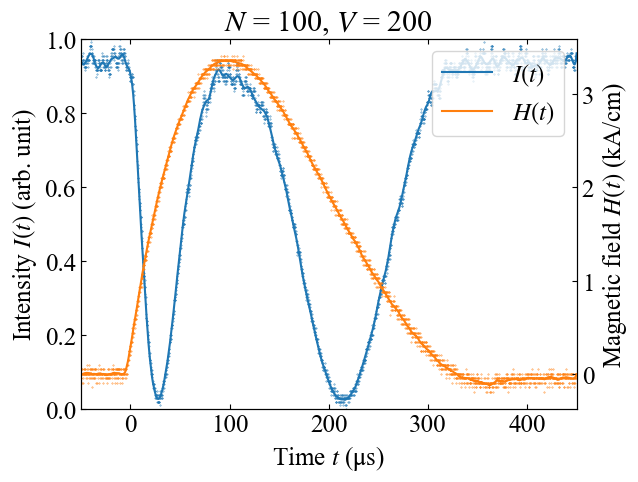 N = 100, V = 200
Intensity I(t) (arb. unit)
1.0
0.8
0.6
0.4
0.2
0.0
I(t)
H(t)
3
2
1
0
Magnetic field H(t) (kA/cm)
0
100
200
300
400
Time t (μs)